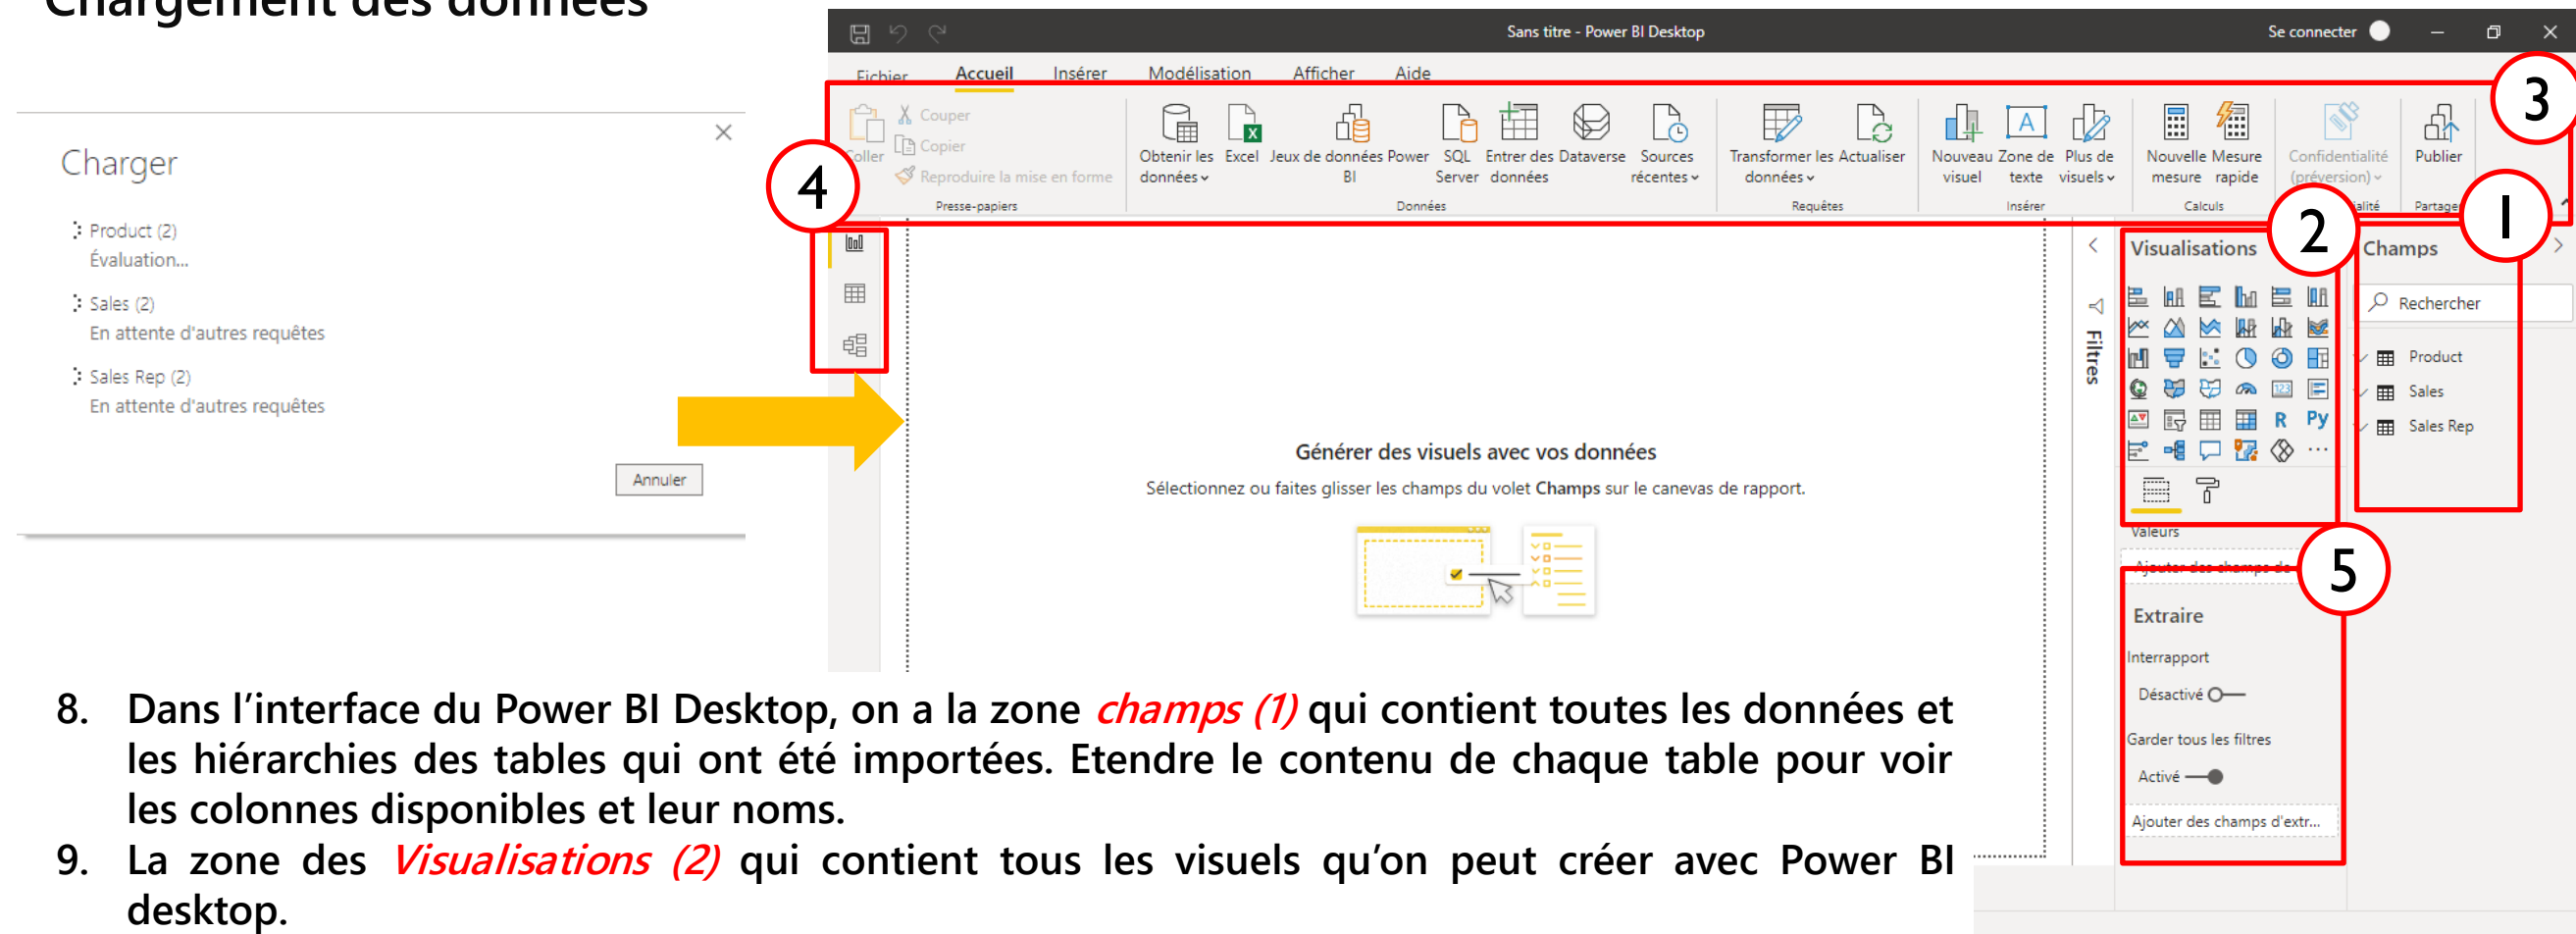 Chargement des données
Charger
Product (2)
Évaluation...
Sales (2)
En attente d'autres requêtes
Sales Rep (2)
En attente d'autres requêtes
Annuler
Sans titre - Power BI Desktop
Se connecter
Fichier Accueil Insérer Modélisation Afficher Aide
3
Coller
Couper
Copier
Reproduire la mise en forme
Presse-papiers
Obtenir les données
Excel
Jeux de données Power BI
SQL Server
Entrer des données
Dataverse
Sources récentes
Données
Transformer les données
Actualiser
Requêtes
Nouveau visuel
Zone de texte
Plus de visuels
Insérer
Nouvelle mesure
Mesure rapide
Calculs
Confidentialité (préversion)
Publier
Partager
4
Filtres
Visualisations
2
R Py
123
Valeurs
Ajouter des champs de
Champs
1
Rechercher
Product
Sales
Sales Rep
5
Extraire
Interrapport
Désactivé
Garder tous les filtres
Activé
Ajouter des champs d'extr...
Générer des visuels avec vos données
Sélectionnez ou faites glisser les champs du volet Champs sur le canevas de rapport.
8. Dans l’interface du Power BI Desktop, on a la zone champs (1) qui contient toutes les données et
les hiérarchies des tables qui ont été importées. Etendre le contenu de chaque table pour voir
les colonnes disponibles et leur noms.
9. La zone des Visualisations (2) qui contient tous les visuels qu’on peut créer avec Power BI
desktop.